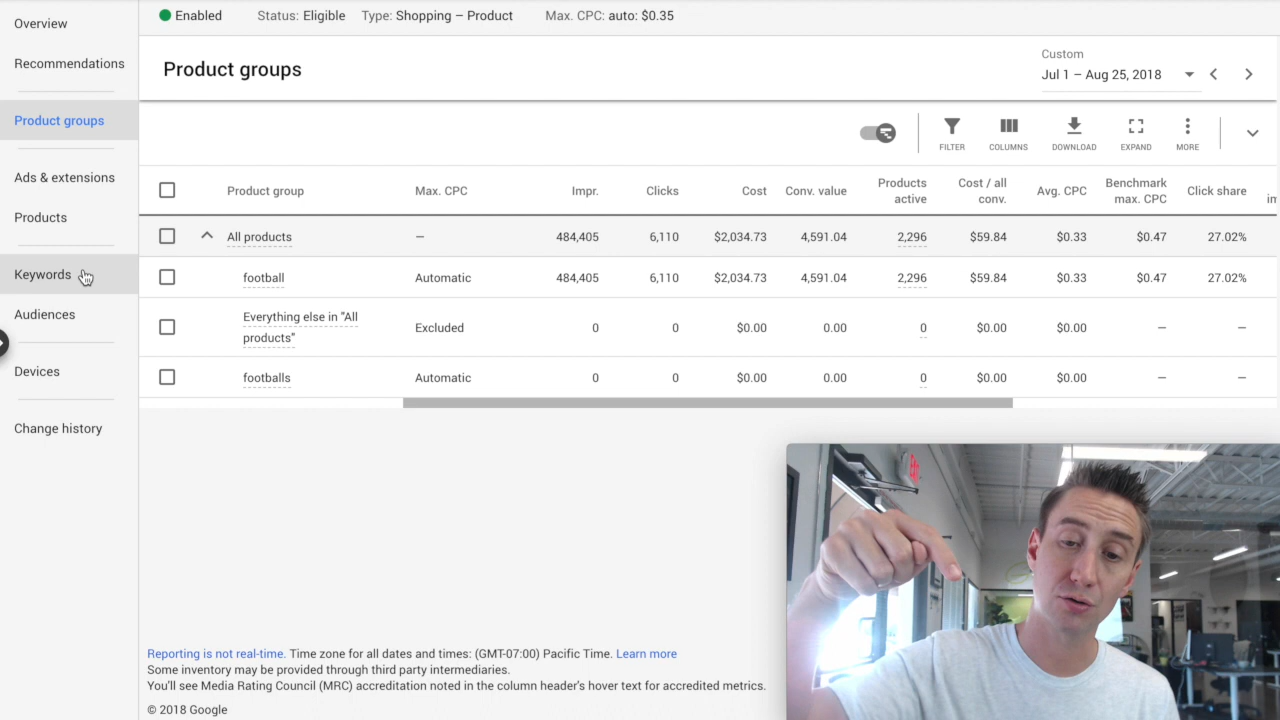 Overview
Recommendations
Product groups
Ads & extensions
Products
Keywords
Audiences
Devices
Change history
Enabled Status: Eligible Type: Shopping – Product Max. CPC: auto: $0.35
Product groups
Custom
Jul 1 – Aug 25, 2018
FILTER COLUMNS DOWNLOAD EXPAND MORE
Product group Max. CPC Impr. Clicks Cost Conv. value Products active Cost / all conv. Avg. CPC Benchmark max. CPC Click share
All products — 484,405 6,110 $2,034.73 4,591.04 2,296 $59.84 $0.33 $0.47 27.02%
football Automatic 484,405 6,110 $2,034.73 4,591.04 2,296 $59.84 $0.33 $0.47 27.02%
Everything else in "All products" Excluded 0 0 $0.00 0.00 0 $0.00 $0.00 — —
footballs Automatic 0 0 $0.00 0.00 0 $0.00 $0.00 — —
Reporting is not real-time. Time zone for all dates and times: (GMT-07:00) Pacific Time. Learn more
Some inventory may be provided through third party intermediaries.
You'll see Media Rating Council (MRC) accreditation noted in the column header's hover text for accredited metrics.
© 2018 Google